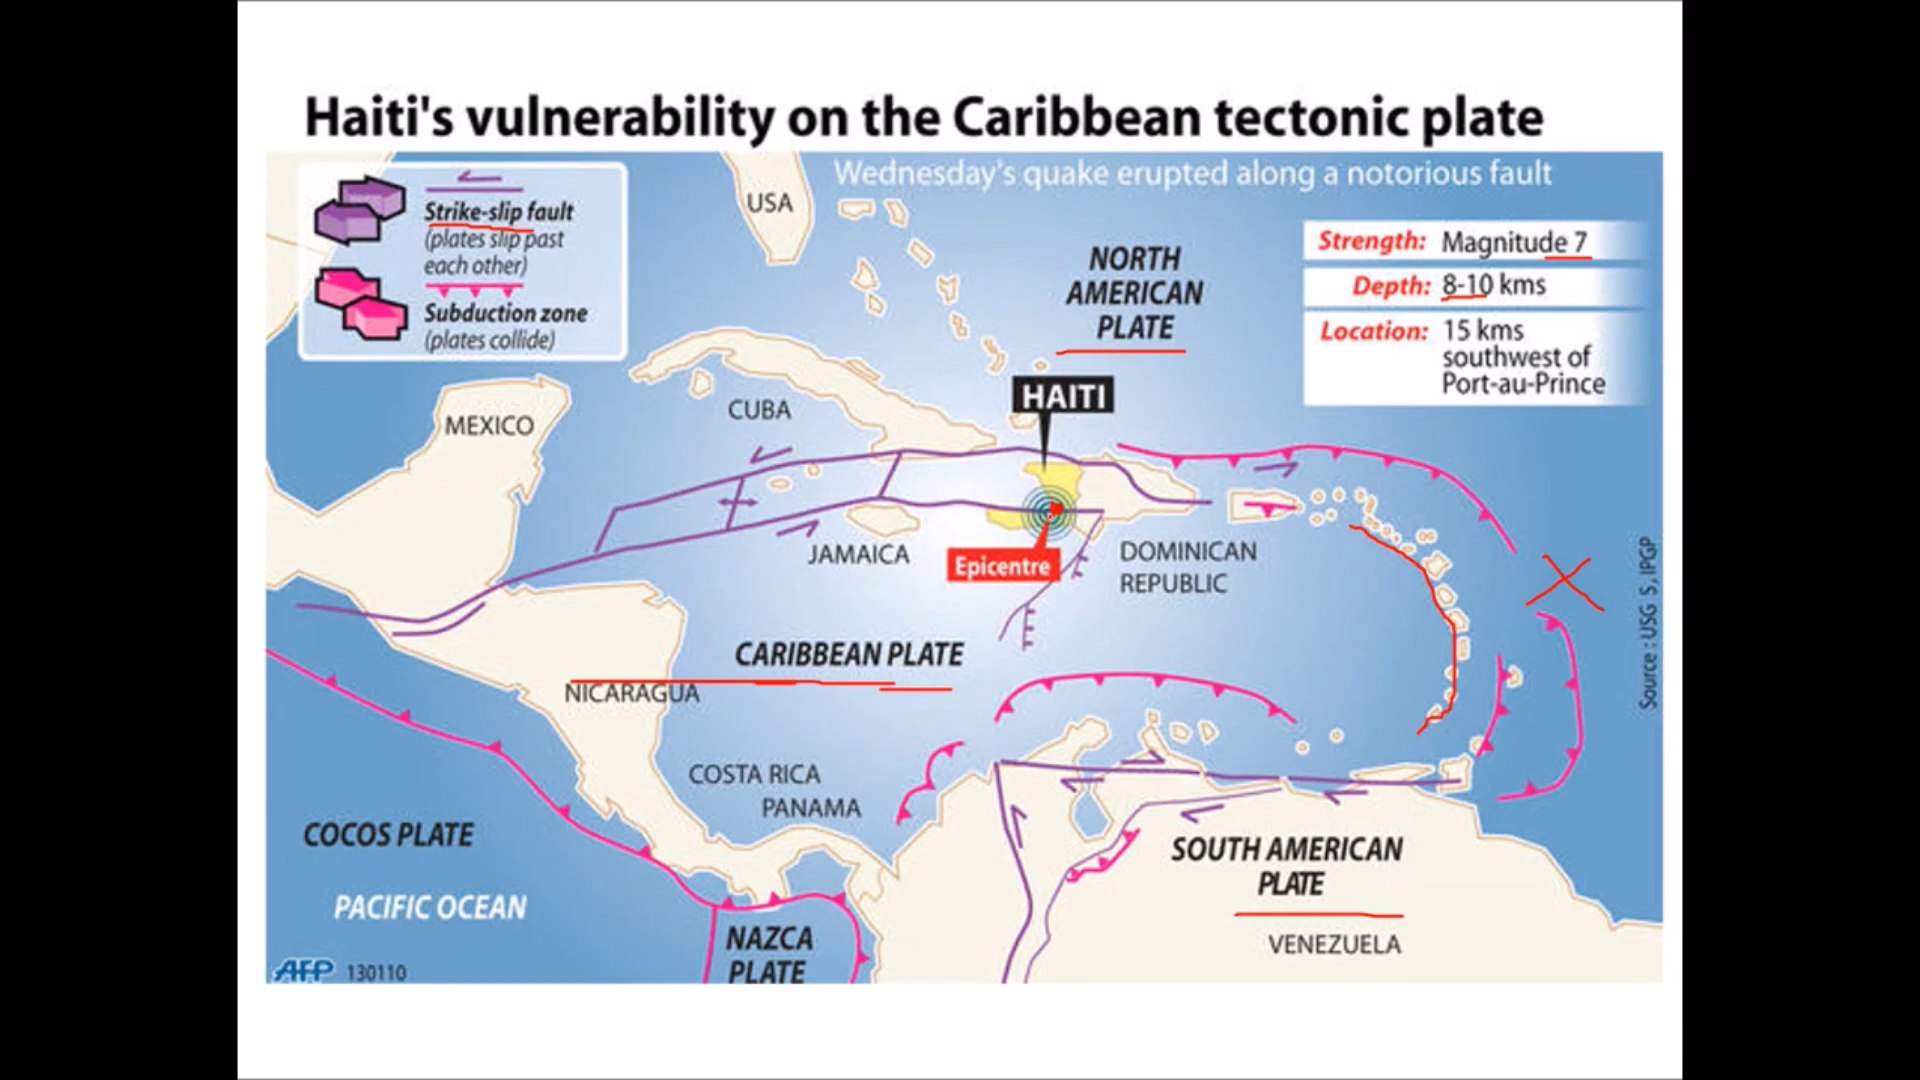 Haiti's vulnerability on the Caribbean tectonic plate
Wednesday's quake erupted along a notorious fault
Strike-slip fault
(plates slip past
each other)
Subduction zone
(plates collide)
USA
NORTH
AMERICAN
PLATE
Strength: Magnitude 7
Depth: 8-10 kms
Location: 15 kms
southwest of
Port-au-Prince
HAITI
MEXICO
CUBA
JAMAICA
Epicentre
DOMINICAN
REPUBLIC
CARIBBEAN PLATE
NICARAGUA
COSTA RICA
PANAMA
COCOS PLATE
PACIFIC OCEAN
NAZCA
PLATE
SOUTH AMERICAN
PLATE
VENEZUELA
AFP 130110
Source : USG S, IPGP